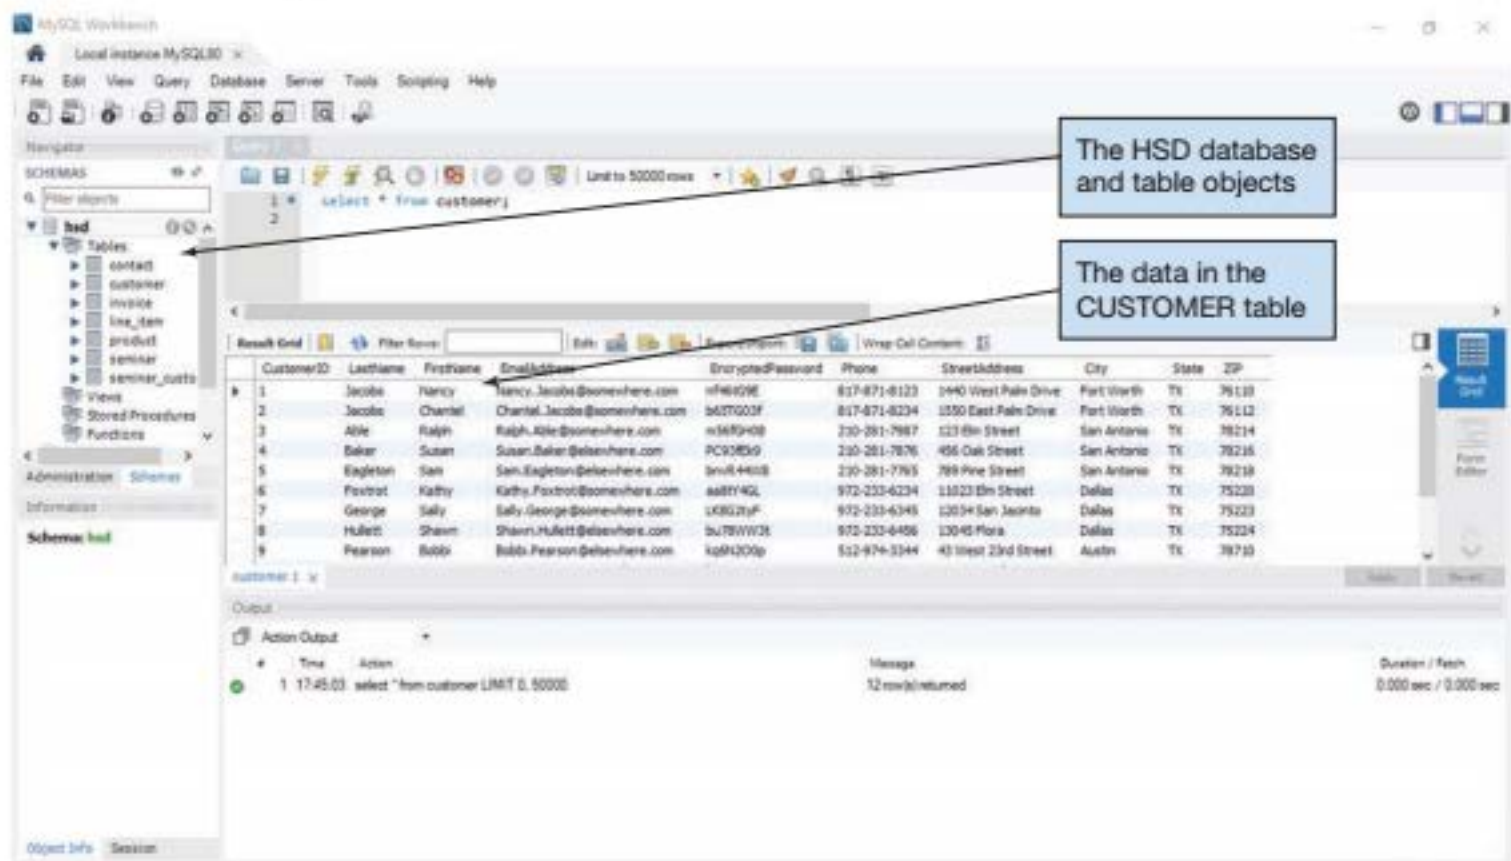 MySQL Workbench
Local instance MySQL80 ×
File Edit View Query Database Server Tools Scripting Help
Navigator
SCHEMAS
Filter objects
hsd
Tables
contact
customer
invoice
line_item
product
seminar
seminar_custo
Views
Stored Procedures
Functions
Administration Schemas
Information
Schema: hsd
Object Info Session
Limit to 50000 rows
1 select * from customer;
2
The HSD database
and table objects
The data in the
CUSTOMER table
Result Grid Filter Rows: Edit: Export/Import: Wrap Cell Content:
CustomerID LastName FirstName EmailAddress EncryptedPassword Phone StreetAddress City State ZIP
1 Jacobs Nancy Nancy.Jacobs@somewhere.com 817-871-8123 1440 West Palm Drive Fort Worth TX 76110
2 Jacobs Chantel Chantel.Jacobs@somewhere.com 817-871-8234 1550 East Palm Drive Fort Worth TX 76112
3 Able Ralph Ralph.Able@somewhere.com 210-281-7987 123 Elm Street San Antonio TX 78214
4 Baker Susan Susan.Baker@elsewhere.com 210-281-7876 456 Oak Street San Antonio TX 78216
5 Eagleton Sam Sam.Eagleton@elsewhere.com 210-281-7765 789 Pine Street San Antonio TX 78218
6 Foxtrot Kathy Kathy.Foxtrot@somewhere.com 972-233-6234 11023 Elm Street Dallas TX 75220
7 George Sally Sally.George@somewhere.com 972-233-6345 12034 San Jacinto Dallas TX 75223
8 Hullett Shawn Shawn.Hullett@elsewhere.com 972-233-6456 13045 Flora Dallas TX 75224
9 Pearson Bobbi Bobbi.Pearson@elsewhere.com 512-974-3344 43 West 23rd Street Austin TX 78710
Result
Grid
Form
Editor
customer 1 ×
Output
Action Output
# Time Action Message Duration / Fetch
1 17:45:03 select * from customer LIMIT 0, 50000 12 row(s) returned 0.000 sec / 0.000 sec